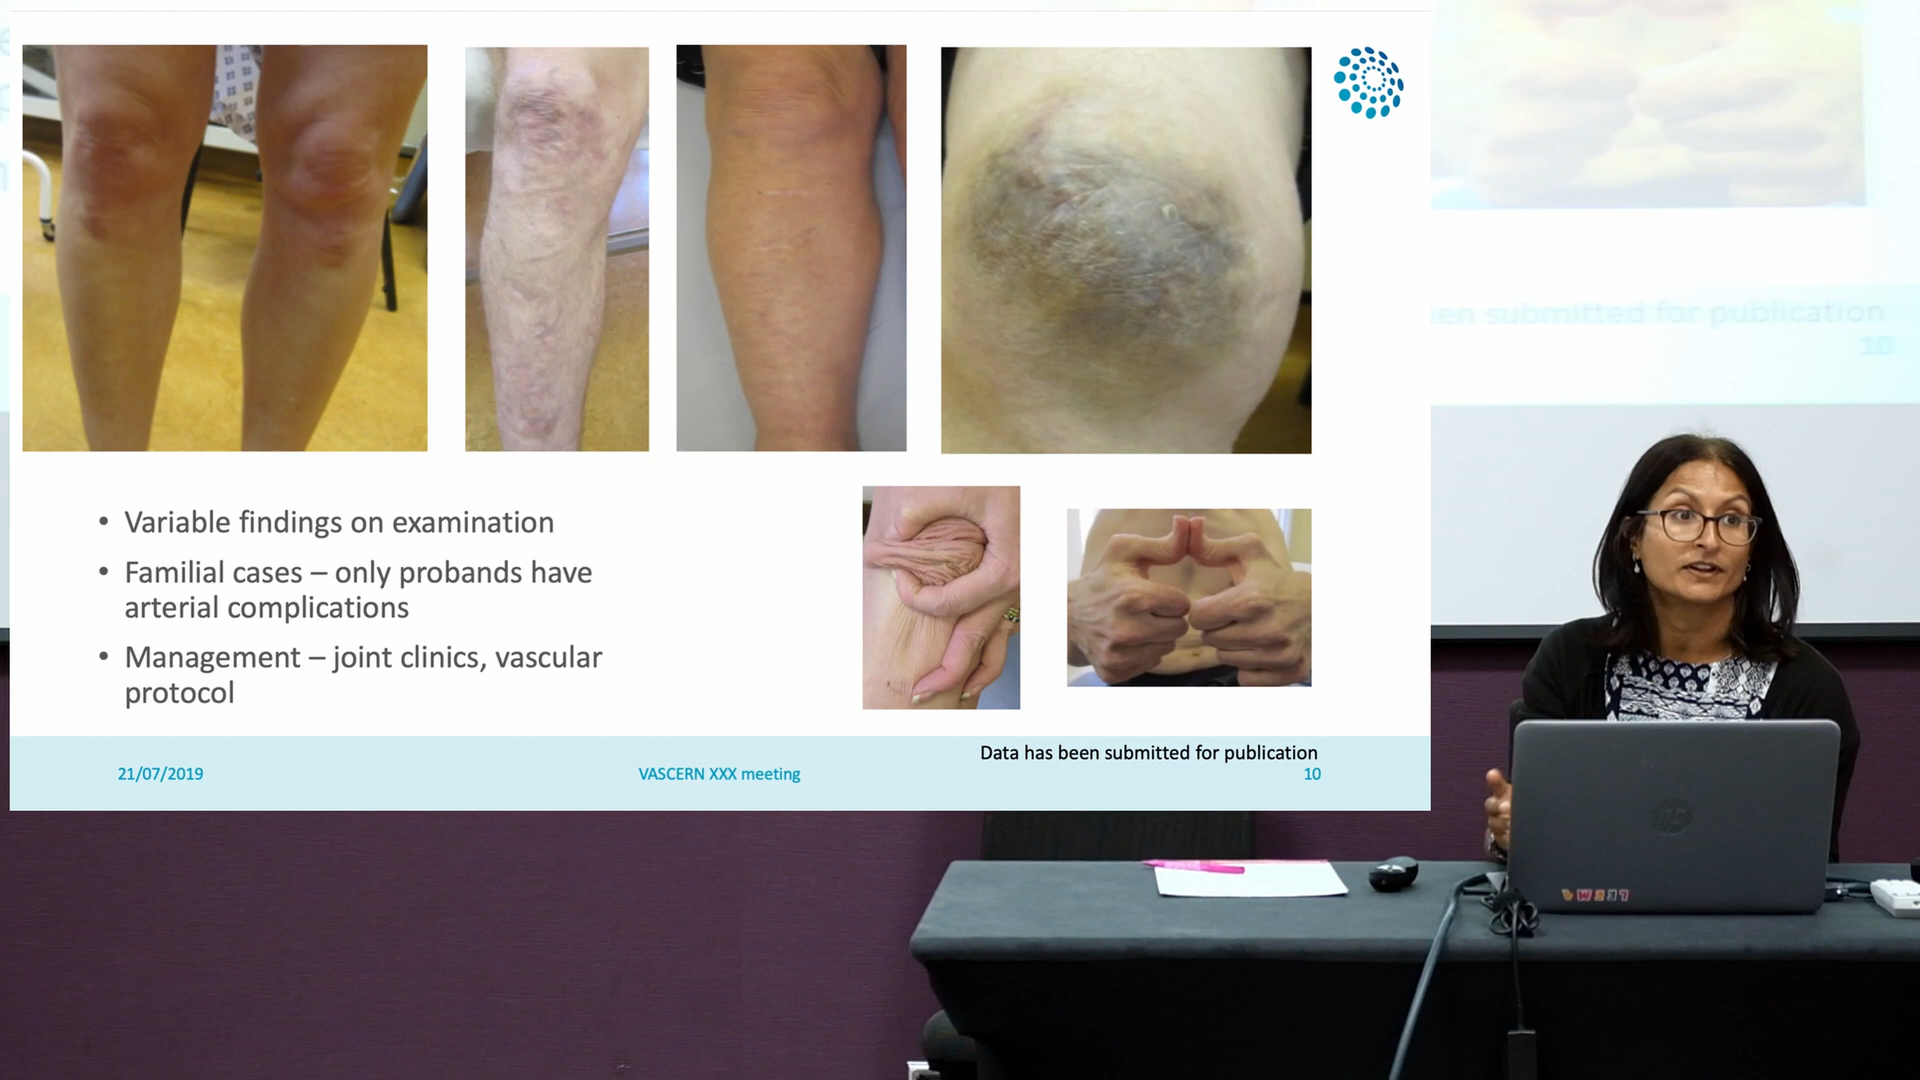 • Variable findings on examination
• Familial cases – only probands have
arterial complications
• Management – joint clinics, vascular
protocol
Data has been submitted for publication
21/07/2019
VASCERN XXX meeting
10
submitted for publication
10
hp